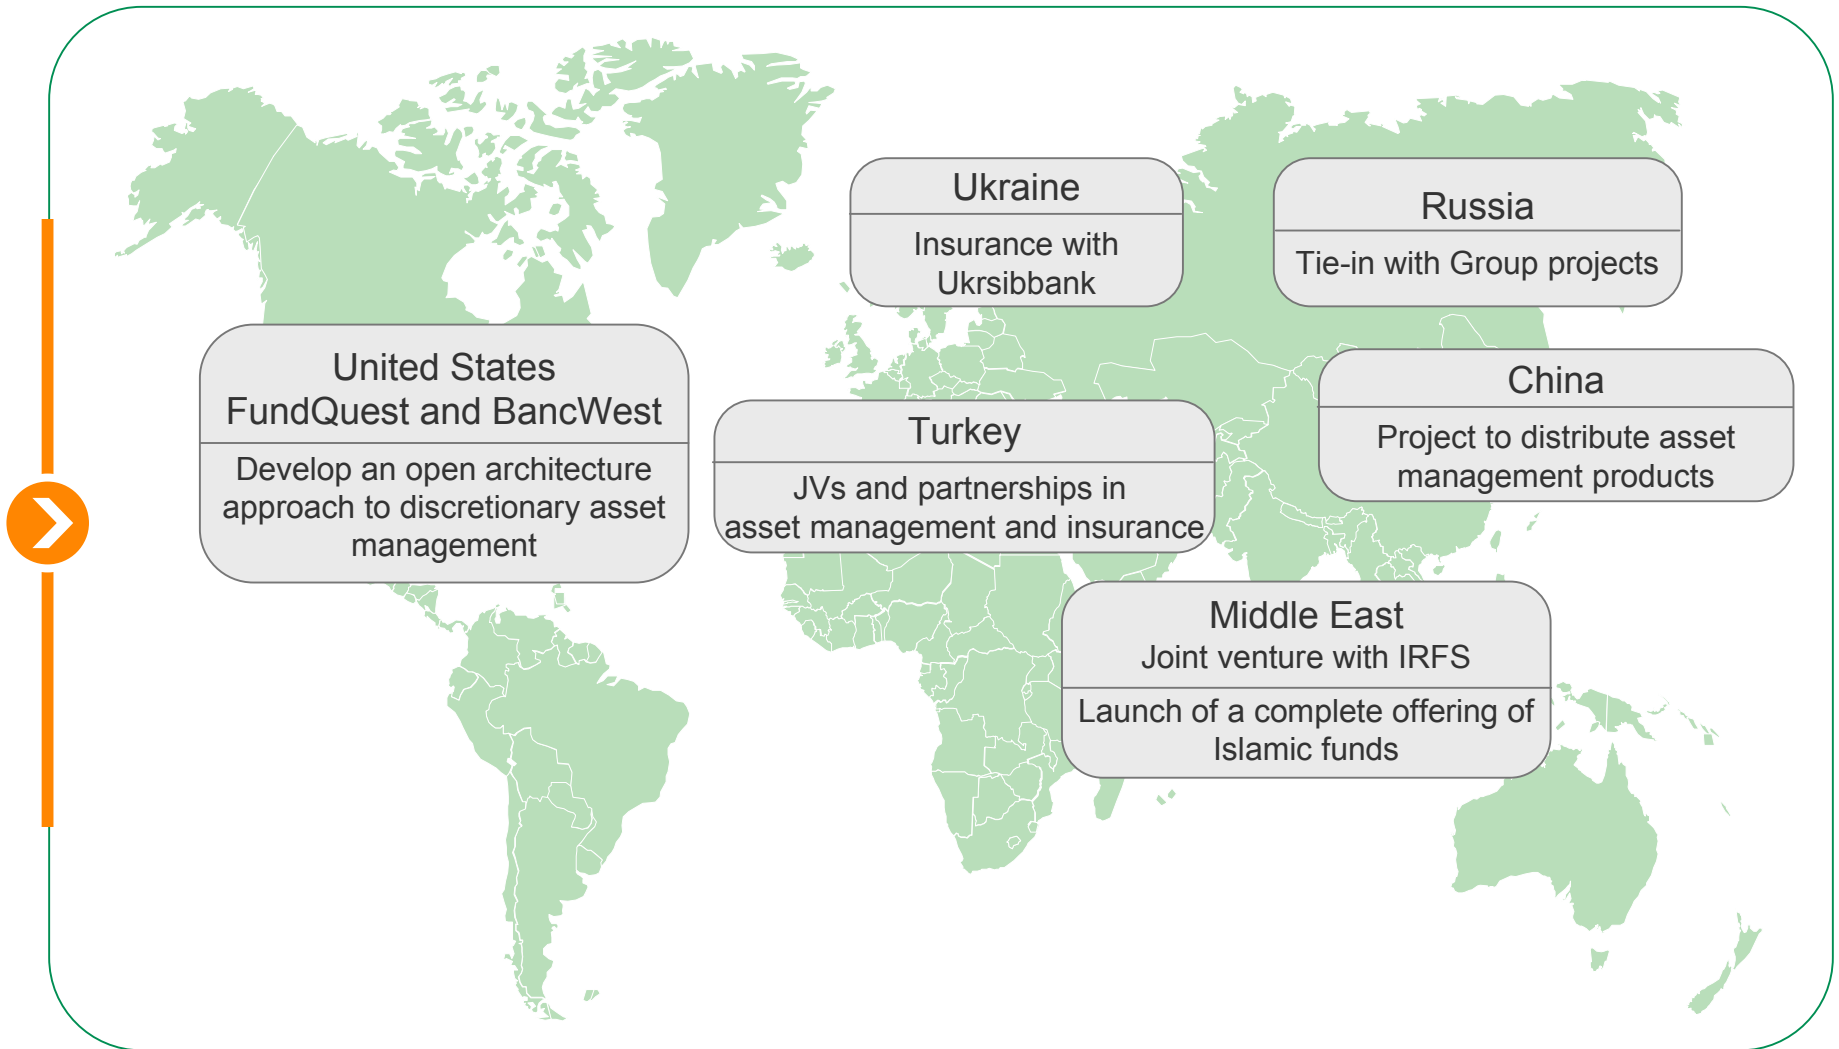 Ukraine
Insurance with
Ukrsibbank
Russia
Tie-in with Group projects
United States
FundQuest and BancWest
Develop an open architecture
approach to discretionary asset
management
China
Project to distribute asset
management products
Turkey
JVs and partnerships in
asset management and insurance
Middle East
Joint venture with IRFS
Launch of a complete offering of
Islamic funds